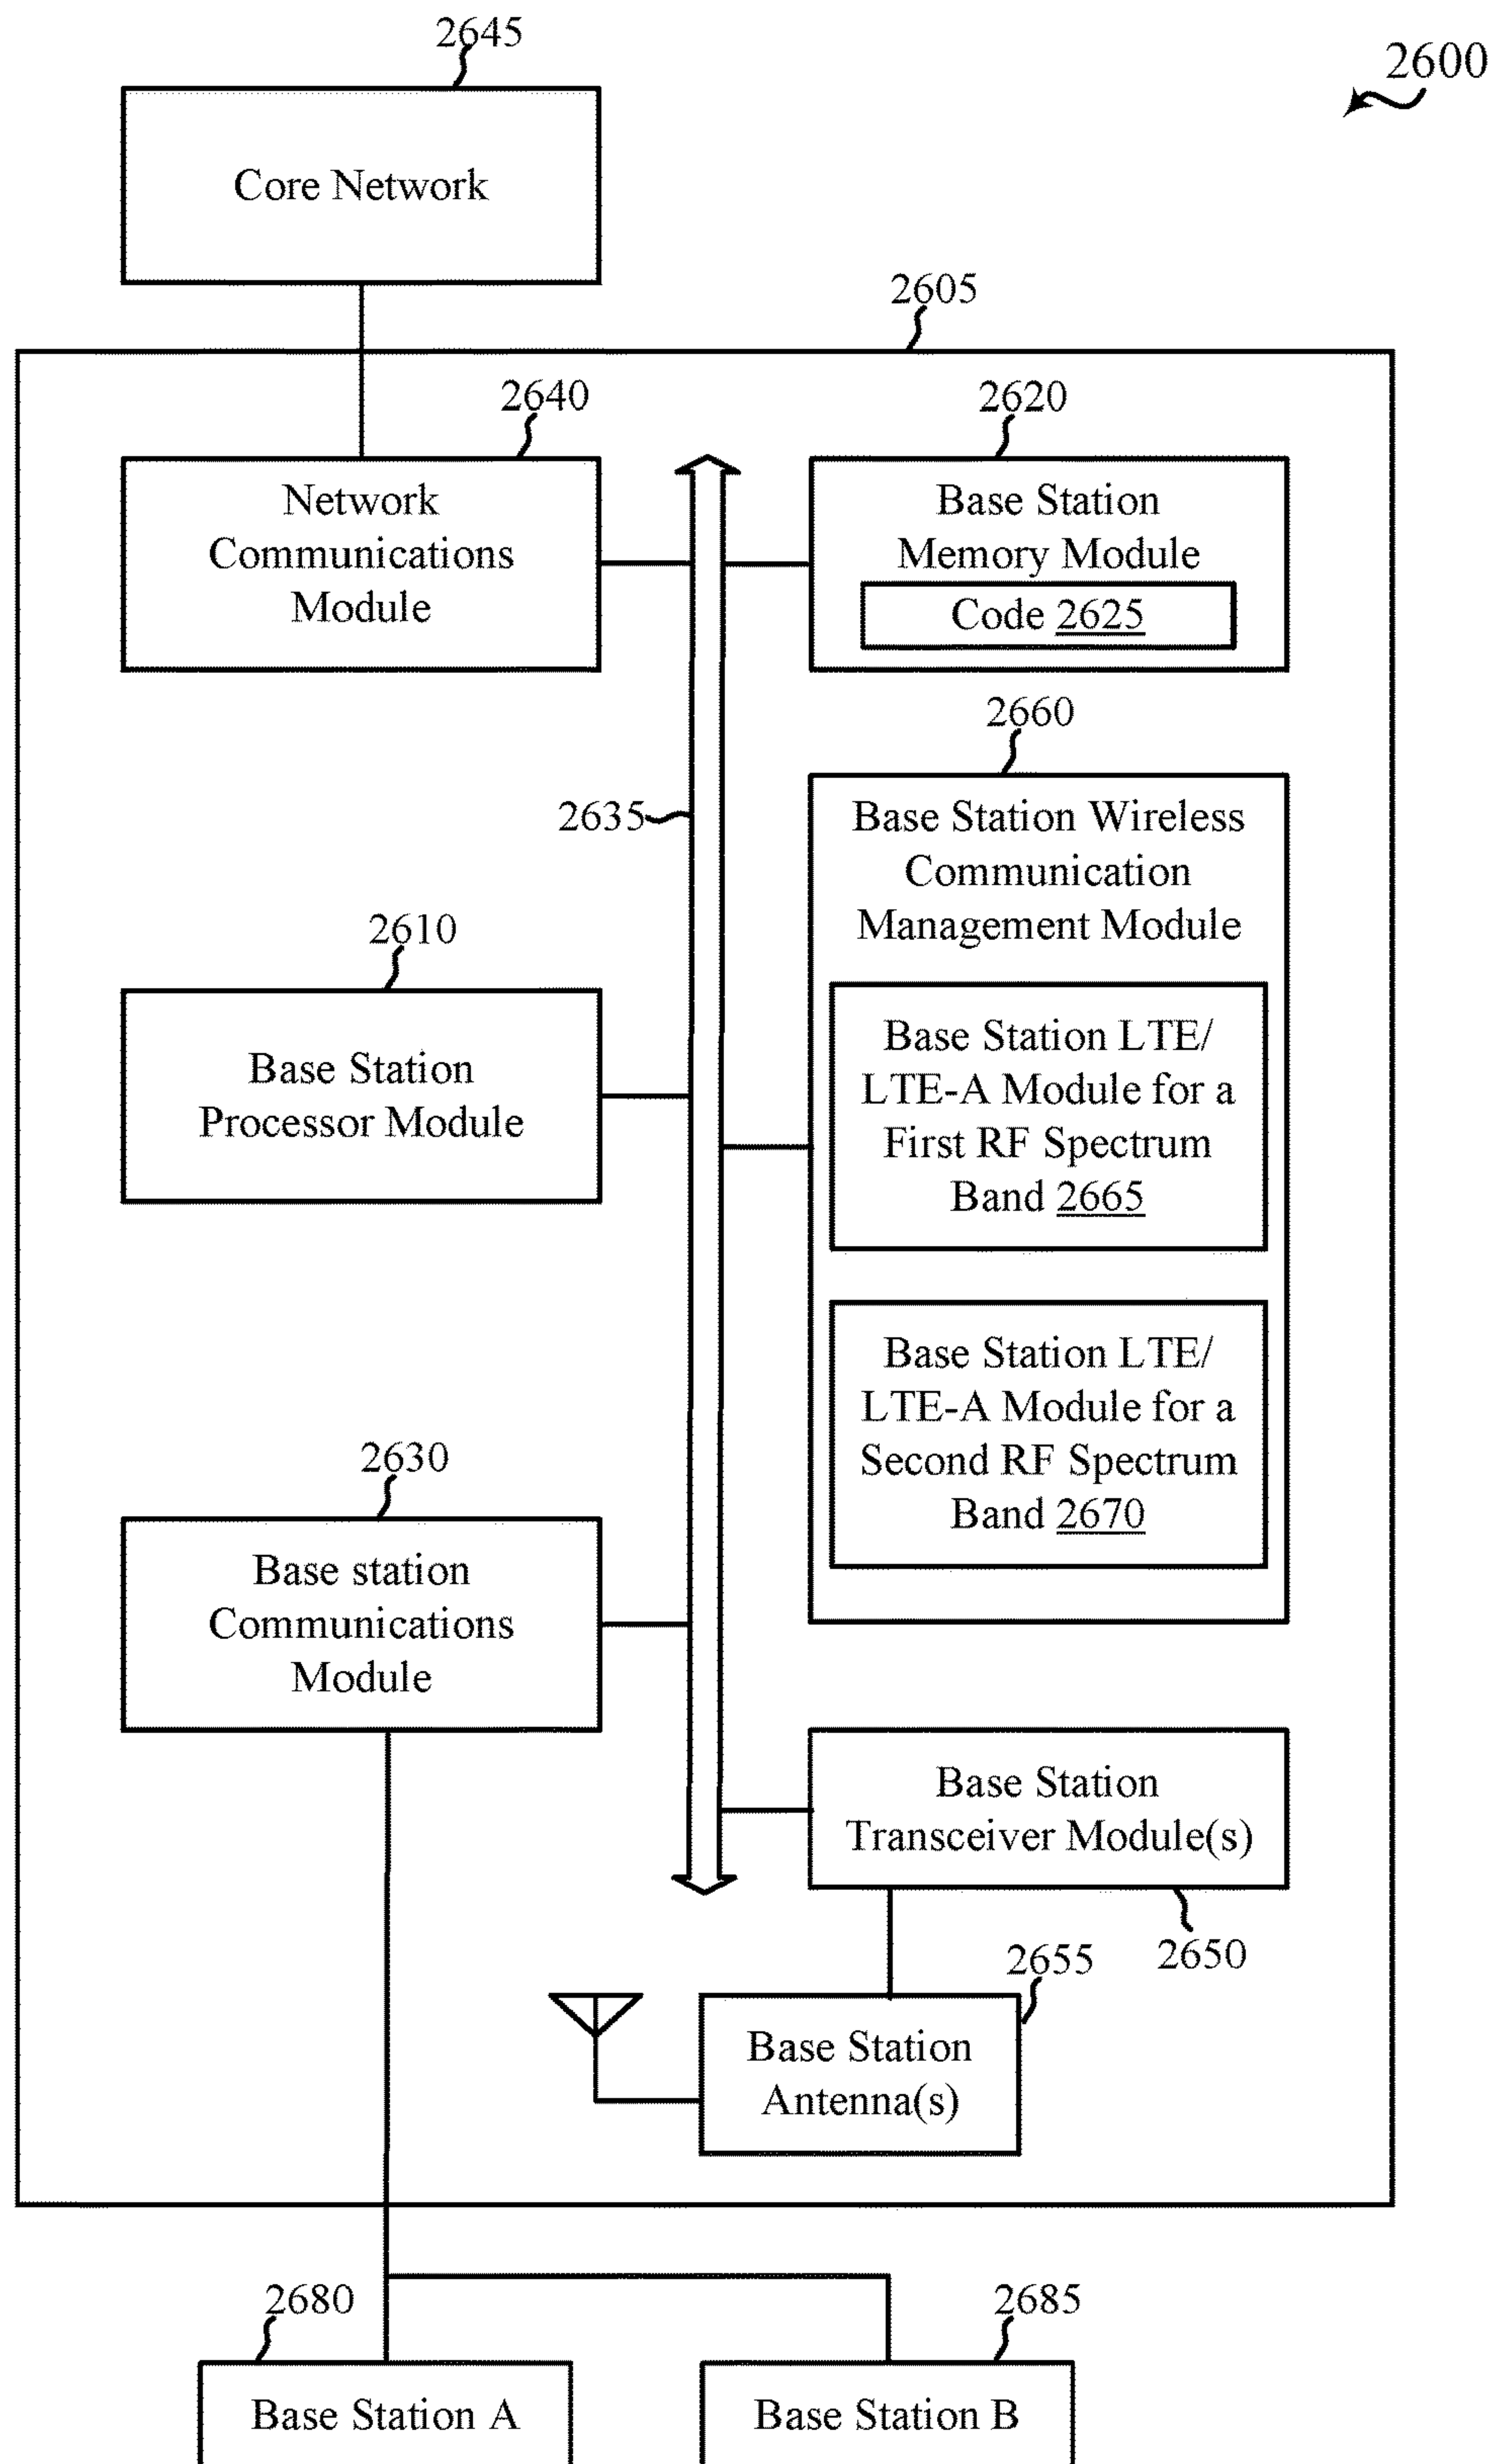 2645
2600
Core Network
2605
2640
2620
Network
Communications
Module
Base Station
Memory Module
Code 2625
2660
2635
Base Station Wireless
Communication
Management Module
2610
Base Station
Processor Module
Base Station LTE/
LTE-A Module for a
First RF Spectrum
Band 2665
Base Station LTE/
LTE-A Module for a
Second RF Spectrum
Band 2670
2630
Base station
Communications
Module
Base Station
Transceiver Module(s)
2650
2655
Base Station
Antenna(s)
2680
2685
Base Station A
Base Station B